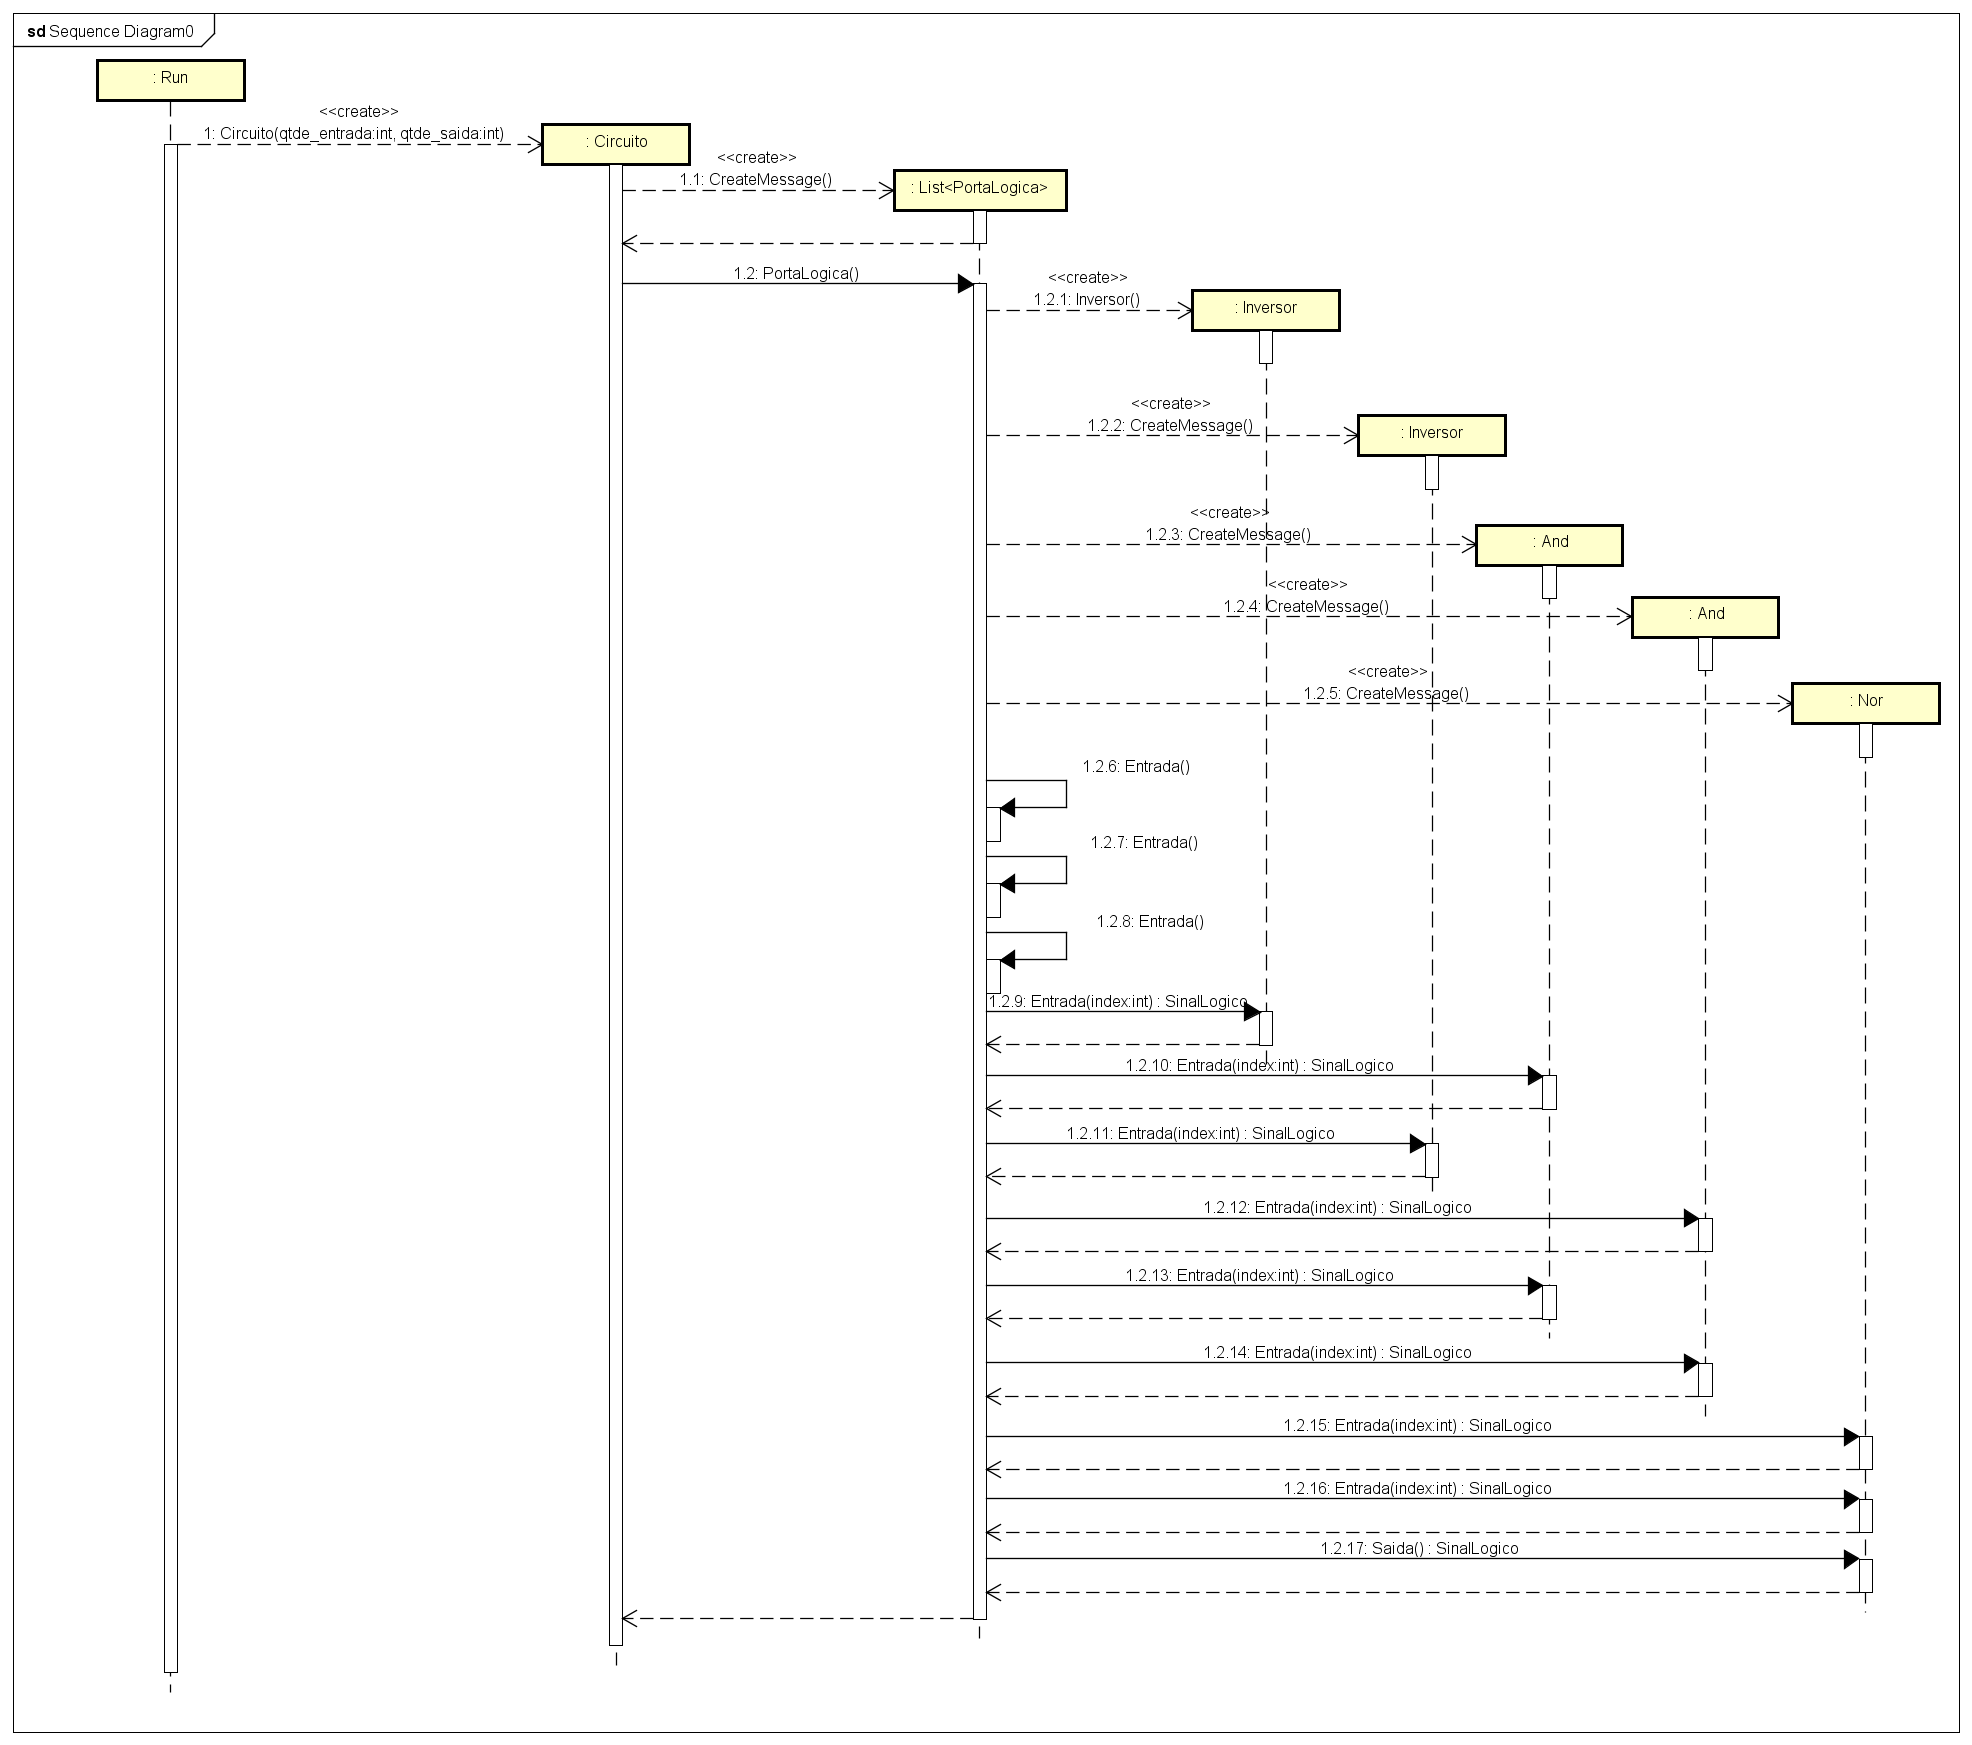 sd Sequence Diagram0
: Run
<<create>>
1: Circuito(qtde_entrada:int, qtde_saida:int)
: Circuito
<<create>>
1.1: CreateMessage()
: List<PortaLogica>
1.2: PortaLogica()
<<create>>
1.2.1: Inversor()
: Inversor
<<create>>
1.2.2: CreateMessage()
: Inversor
<<create>>
1.2.3: CreateMessage()
: And
<<create>>
1.2.4: CreateMessage()
: And
<<create>>
1.2.5: CreateMessage()
: Nor
1.2.6: Entrada()
1.2.7: Entrada()
1.2.8: Entrada()
1.2.9: Entrada(index:int) : SinalLogico
1.2.10: Entrada(index:int) : SinalLogico
1.2.11: Entrada(index:int) : SinalLogico
1.2.12: Entrada(index:int) : SinalLogico
1.2.13: Entrada(index:int) : SinalLogico
1.2.14: Entrada(index:int) : SinalLogico
1.2.15: Entrada(index:int) : SinalLogico
1.2.16: Entrada(index:int) : SinalLogico
1.2.17: Saida() : SinalLogico